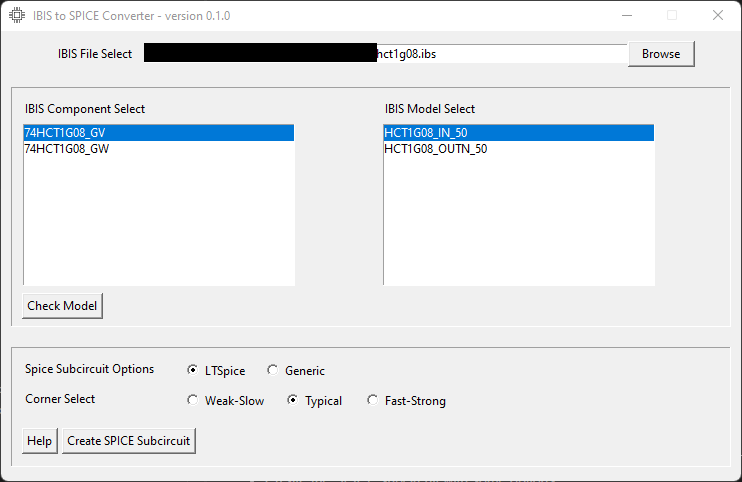 IBIS to SPICE Converter - version 0.1.0
IBIS File Select hct1g08.ibs Browse
IBIS Component Select
74HCT1G08_GV
74HCT1G08_GW
IBIS Model Select
HCT1G08_IN_50
HCT1G08_OUTN_50
Check Model
Spice Subcircuit Options LTSpice Generic
Corner Select Weak-Slow Typical Fast-Strong
Help Create SPICE Subcircuit